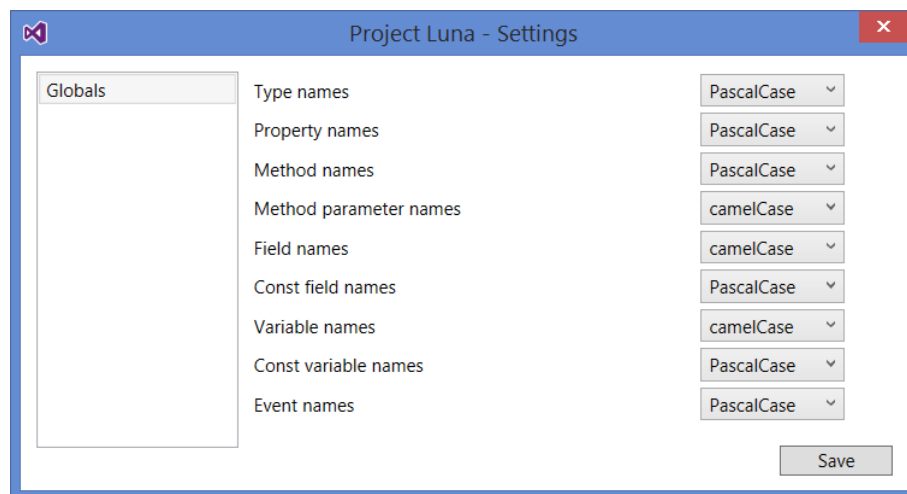 Project Luna - Settings
Globals
Type names PascalCase
Property names PascalCase
Method names PascalCase
Method parameter names camelCase
Field names camelCase
Const field names PascalCase
Variable names camelCase
Const variable names PascalCase
Event names PascalCase
Save